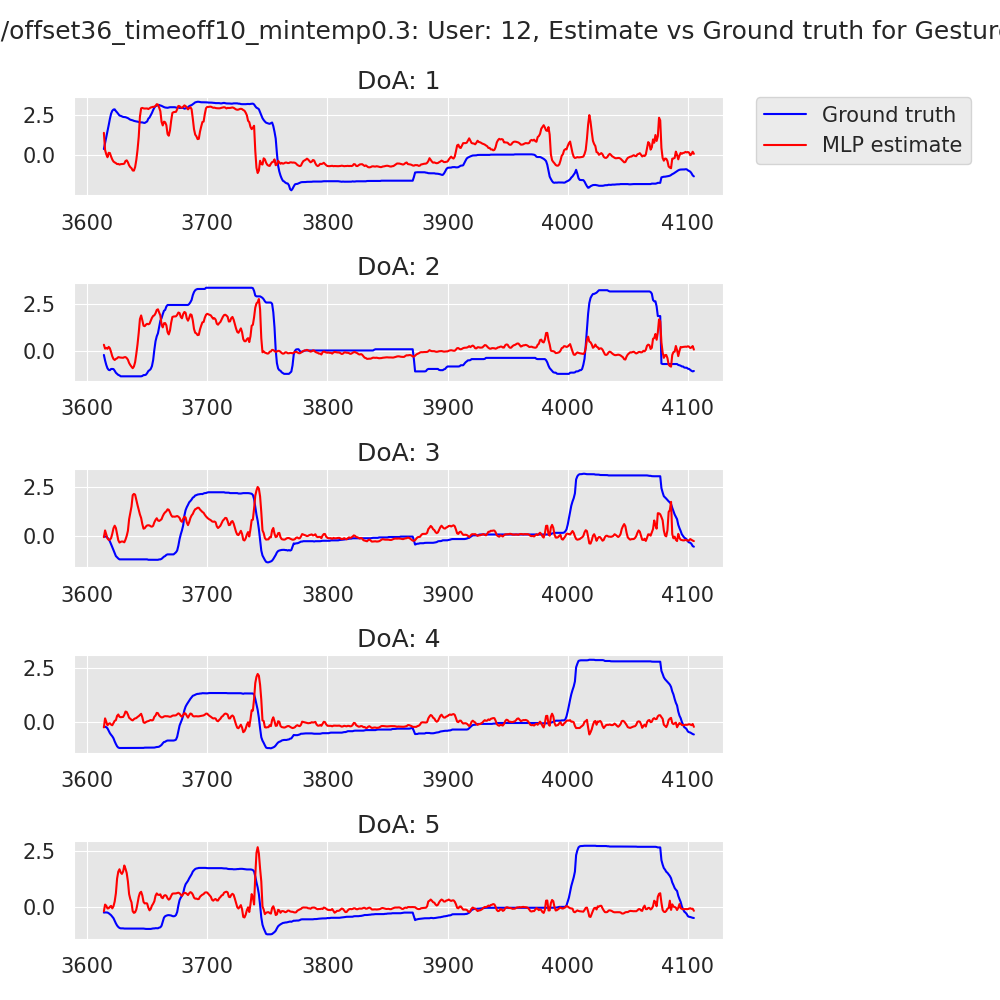 /offset36_timeoff10_mintemp0.3: User: 12, Estimate vs Ground truth for Gestur
DoA: 1
Ground truth
MLP estimate
2.5
0.0
3600 3700 3800 3900 4000 4100
DoA: 2
2.5
0.0
3600 3700 3800 3900 4000 4100
DoA: 3
2.5
0.0
3600 3700 3800 3900 4000 4100
DoA: 4
2.5
0.0
3600 3700 3800 3900 4000 4100
DoA: 5
2.5
0.0
3600 3700 3800 3900 4000 4100